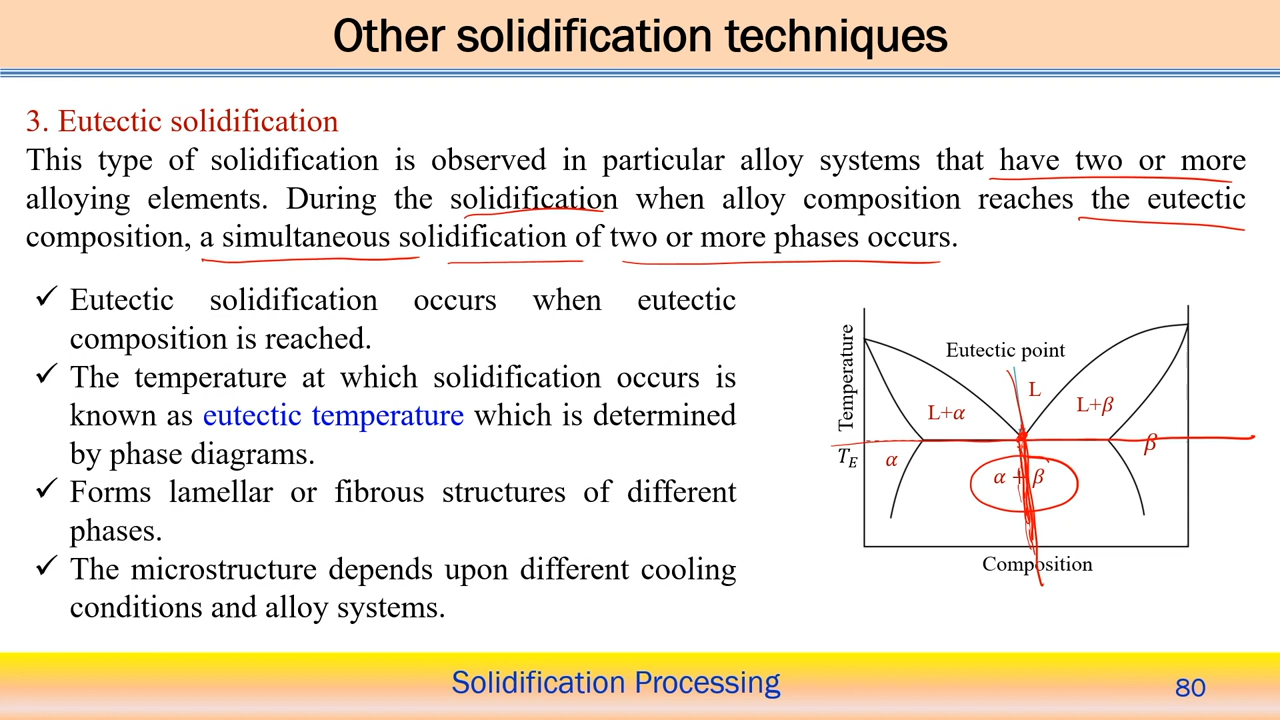 Other solidification techniques
3. Eutectic solidification
This type of solidification is observed in particular alloy systems that have two or more
alloying elements. During the solidification when alloy composition reaches the eutectic
composition, a simultaneous solidification of two or more phases occurs.
✓ Eutectic solidification occurs when eutectic
composition is reached.
✓ The temperature at which solidification occurs is
known as eutectic temperature which is determined
by phase diagrams.
✓ Forms lamellar or fibrous structures of different
phases.
✓ The microstructure depends upon different cooling
conditions and alloy systems.
Temperature
Eutectic point
L
L+α
L+β
T_E
α
β
α + β
Composition
Solidification Processing
80